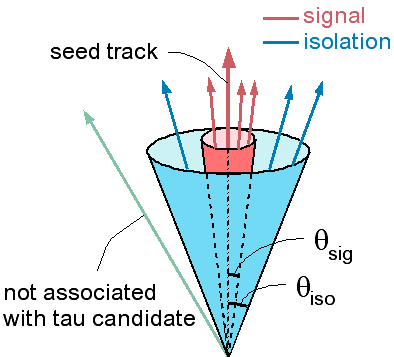 signal
isolation
seed track
θsig
θiso
not associated
with tau candidate